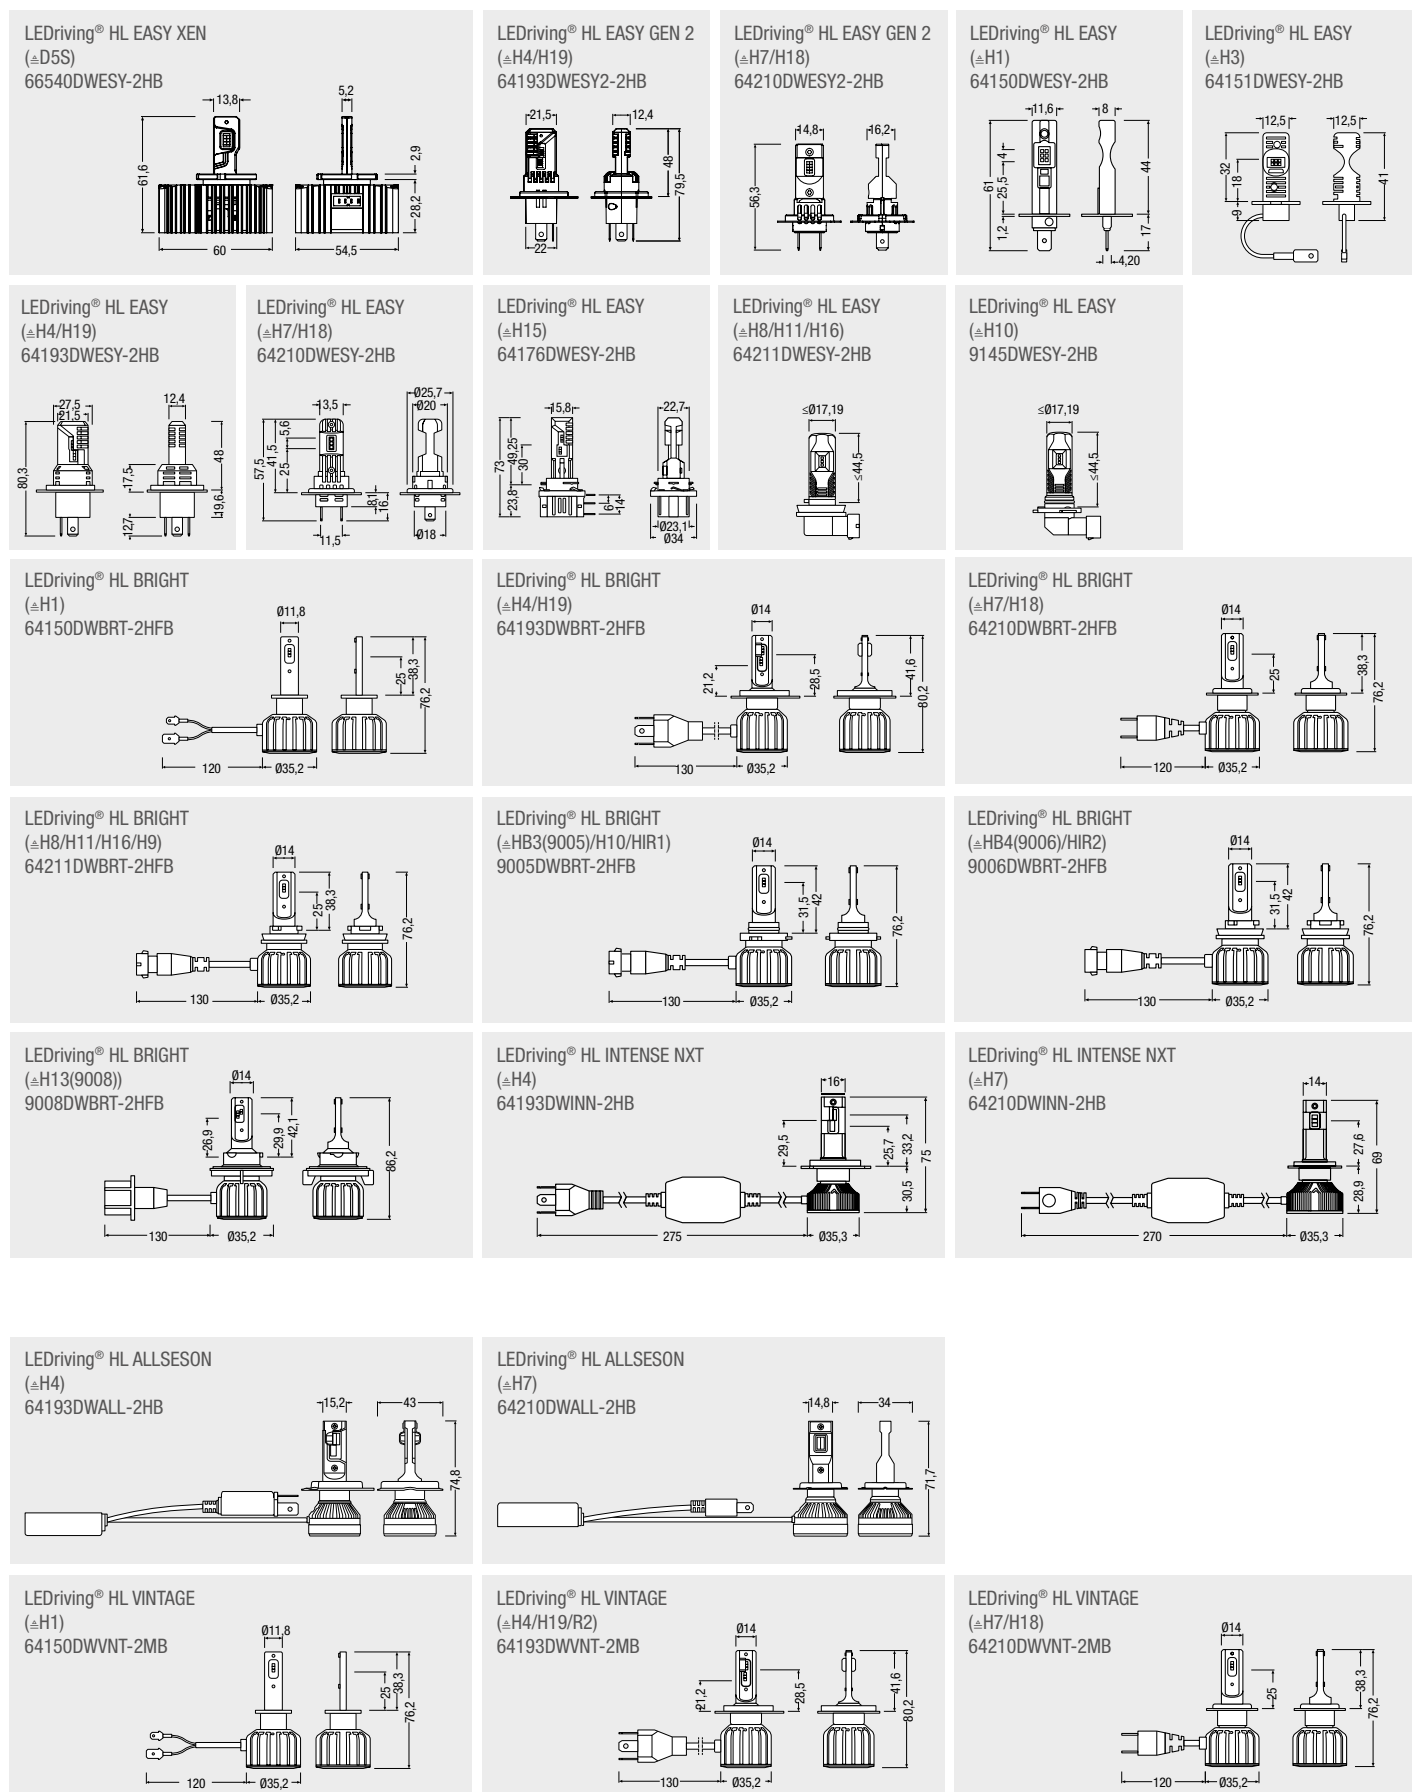 LEDriving® HL EASY XEN
(≙D5S)
66540DWESY-2HB
13,8
5,2
61,6
2,9
28,2
60
54,5
LEDriving® HL EASY GEN 2
(≙H4/H19)
64193DWESY2-2HB
21,5
12,4
48
79,5
22
LEDriving® HL EASY GEN 2
(≙H7/H18)
64210DWESY2-2HB
14,8
16,2
56,3
LEDriving® HL EASY
(≙H1)
64150DWESY-2HB
11,6
8
61
4
25,5
1,2
44
17
4,20
LEDriving® HL EASY
(≙H3)
64151DWESY-2HB
12,5
12,5
32
18
9
41
LEDriving® HL EASY
(≙H4/H19)
64193DWESY-2HB
27,5
21,5
12,4
80,3
17,5
12,7
48
19,6
LEDriving® HL EASY
(≙H7/H18)
64210DWESY-2HB
13,5
Ø25,7
Ø20
57,5
41,5
5,6
25
8,1
16
11,5
Ø18
LEDriving® HL EASY
(≙H15)
64176DWESY-2HB
15,8
22,7
73
49,25
30
23,8
6
14
Ø23,1
Ø34
LEDriving® HL EASY
(≙H8/H11/H16)
64211DWESY-2HB
≤Ø17,19
≤44,5
LEDriving® HL EASY
(≙H10)
9145DWESY-2HB
≤Ø17,19
≤44,5
LEDriving® HL BRIGHT
(≙H1)
64150DWBRT-2HFB
Ø11,8
25
38,3
76,2
120
Ø35,2
LEDriving® HL BRIGHT
(≙H4/H19)
64193DWBRT-2HFB
Ø14
21,2
28,5
41,6
80,2
130
Ø35,2
LEDriving® HL BRIGHT
(≙H7/H18)
64210DWBRT-2HFB
Ø14
25
38,3
76,2
120
Ø35,2
LEDriving® HL BRIGHT
(≙H8/H11/H16/H9)
64211DWBRT-2HFB
Ø14
25
38,3
76,2
130
Ø35,2
LEDriving® HL BRIGHT
(≙HB3(9005)/H10/HIR1)
9005DWBRT-2HFB
Ø14
31,5
42
76,2
130
Ø35,2
LEDriving® HL BRIGHT
(≙HB4(9006)/HIR2)
9006DWBRT-2HFB
Ø14
31,5
42
76,2
130
Ø35,2
LEDriving® HL BRIGHT
(≙H13(9008))
9008DWBRT-2HFB
Ø14
26,9
29,9
42,1
86,2
130
Ø35,2
LEDriving® HL INTENSE NXT
(≙H4)
64193DWINN-2HB
16
29,5
25,7
33,2
75
30,5
275
Ø35,3
LEDriving® HL INTENSE NXT
(≙H7)
64210DWINN-2HB
14
27,6
69
28,9
270
Ø35,3
LEDriving® HL ALLSESON
(≙H4)
64193DWALL-2HB
15,2
43
74,8
LEDriving® HL ALLSESON
(≙H7)
64210DWALL-2HB
14,8
34
71,7
LEDriving® HL VINTAGE
(≙H1)
64150DWVNT-2MB
Ø11,8
25
38,3
76,2
120
Ø35,2
LEDriving® HL VINTAGE
(≙H4/H19/R2)
64193DWVNT-2MB
Ø14
21,2
28,5
41,6
80,2
130
Ø35,2
LEDriving® HL VINTAGE
(≙H7/H18)
64210DWVNT-2MB
Ø14
25
38,3
76,2
120
Ø35,2